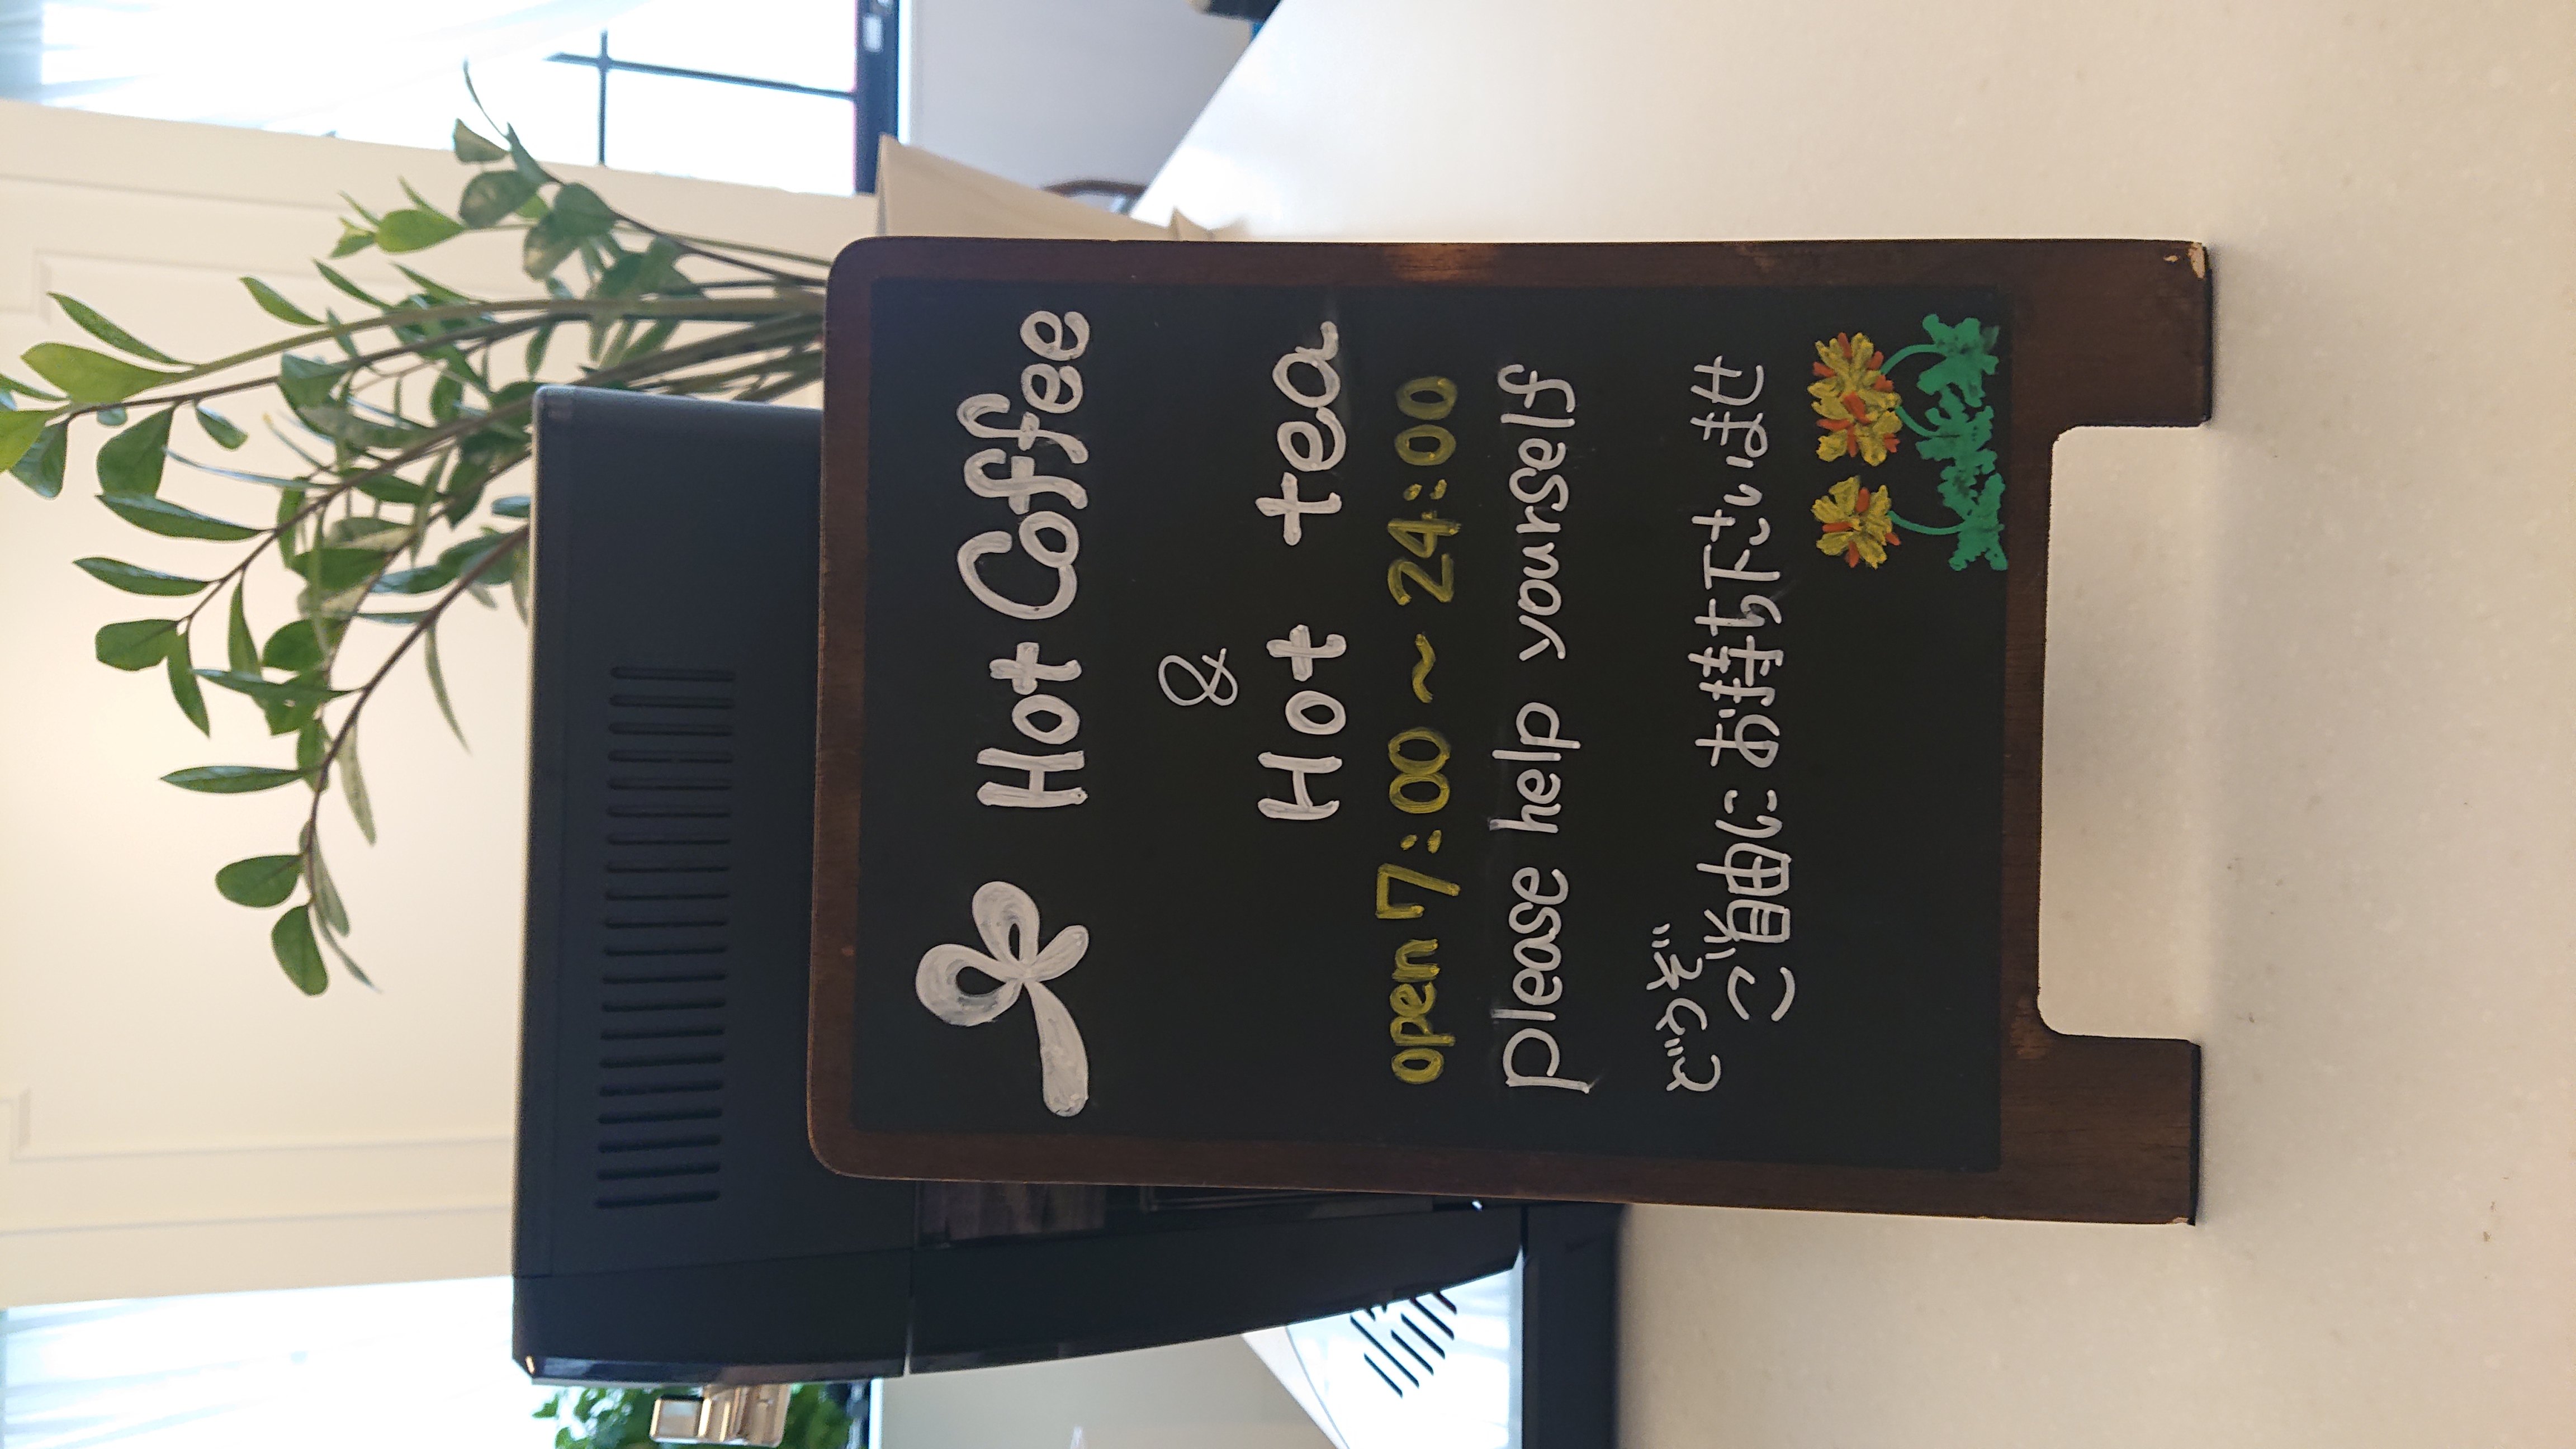 Hot Coffee
&
Hot tea
open 7:00 ~ 24:00
please help yourself
どうぞ
ご自由にお持ち下さいませ